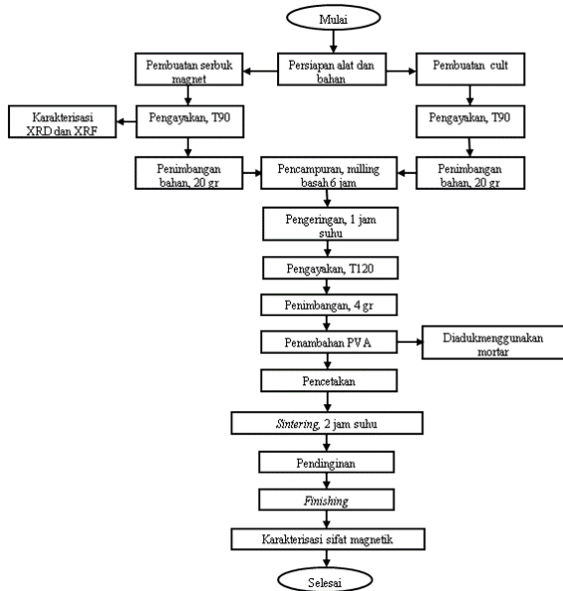 Mulai
Pembuatan serbuk
magnet
Persiapan alat dan
bahan
Pembuatan cult
Karakterisasi
XRD dan XRF
Pengayakan, T90
Pengayakan, T90
Penimbangan
bahan, 20 gr
Pencampuran, milling
basah 6 jam
Penimbangan
bahan, 20 gr
Pengeringan, 1 jam
suhu
Pengayakan, T120
Penimbangan, 4 gr
Penambahan PVA
Diadukmenggunakan
mortar
Pencetakan
Sintering, 2 jam suhu
Pendinginan
Finishing
Karakterisasi sifat magnetik
Selesai